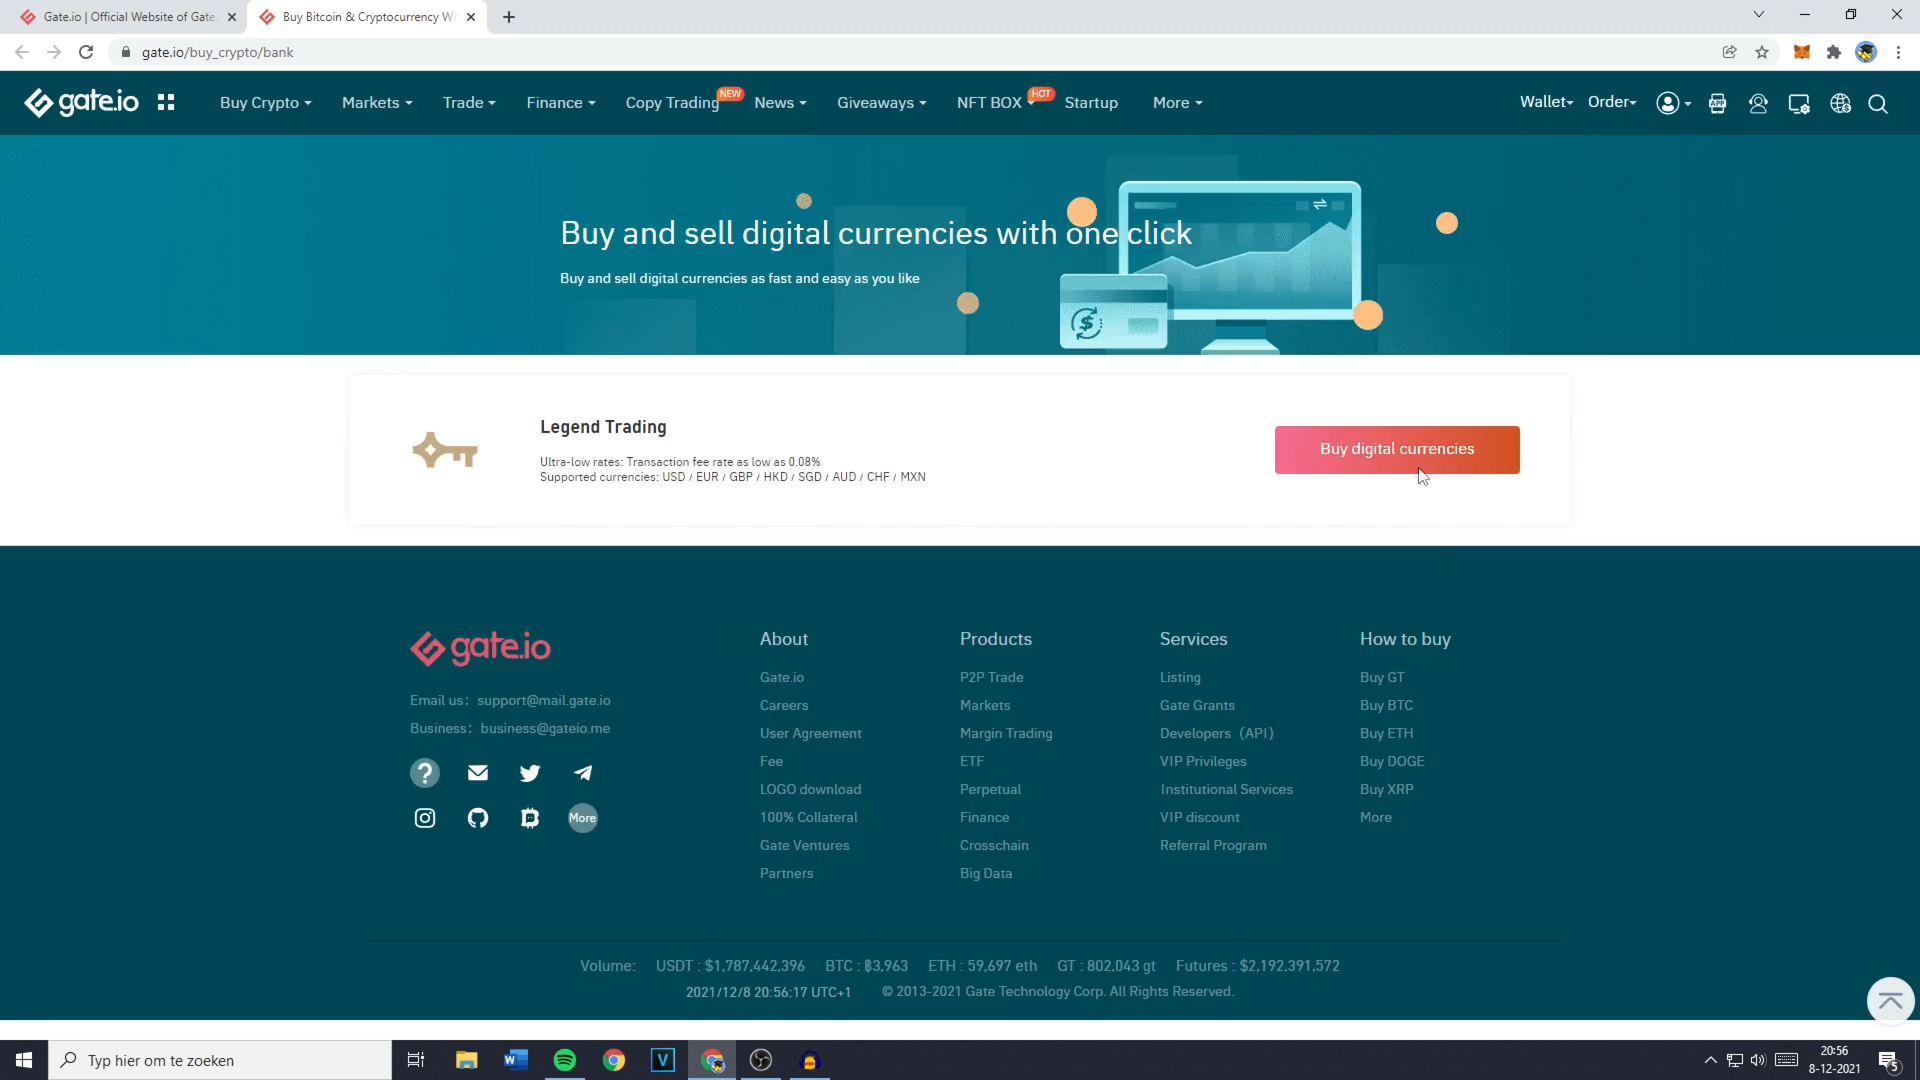 Gate.io | Official Website of Gate.
Buy Bitcoin & Cryptocurrency Wi
gate.io/buy_crypto/bank
gate.io
Buy Crypto
Markets
Trade
Finance
Copy Trading
NEW
News
Giveaways
NFT BOX
HOT
Startup
More
Wallet
Order
APP
Buy and sell digital currencies with one click
Buy and sell digital currencies as fast and easy as you like
Legend Trading
Ultra-low rates: Transaction fee rate as low as 0.08%
Supported currencies: USD / EUR / GBP / HKD / SGD / AUD / CHF / MXN
Buy digital currencies
gate.io
Email us： support@mail.gate.io
Business： business@gateio.me
More
About
Gate.io
Careers
User Agreement
Fee
LOGO download
100% Collateral
Gate Ventures
Partners
Products
P2P Trade
Markets
Margin Trading
ETF
Perpetual
Finance
Crosschain
Big Data
Services
Listing
Gate Grants
Developers（API）
VIP Privileges
Institutional Services
VIP discount
Referral Program
How to buy
Buy GT
Buy BTC
Buy ETH
Buy DOGE
Buy XRP
More
Volume: USDT : $1,787,442,396 BTC : ฿3,963 ETH : 59,697 eth GT : 802,043 gt Futures : $2,192,391,572
2021/12/8 20:56:17 UTC+1 © 2013-2021 Gate Technology Corp. All Rights Reserved.
Typ hier om te zoeken
20:56
8-12-2021
5